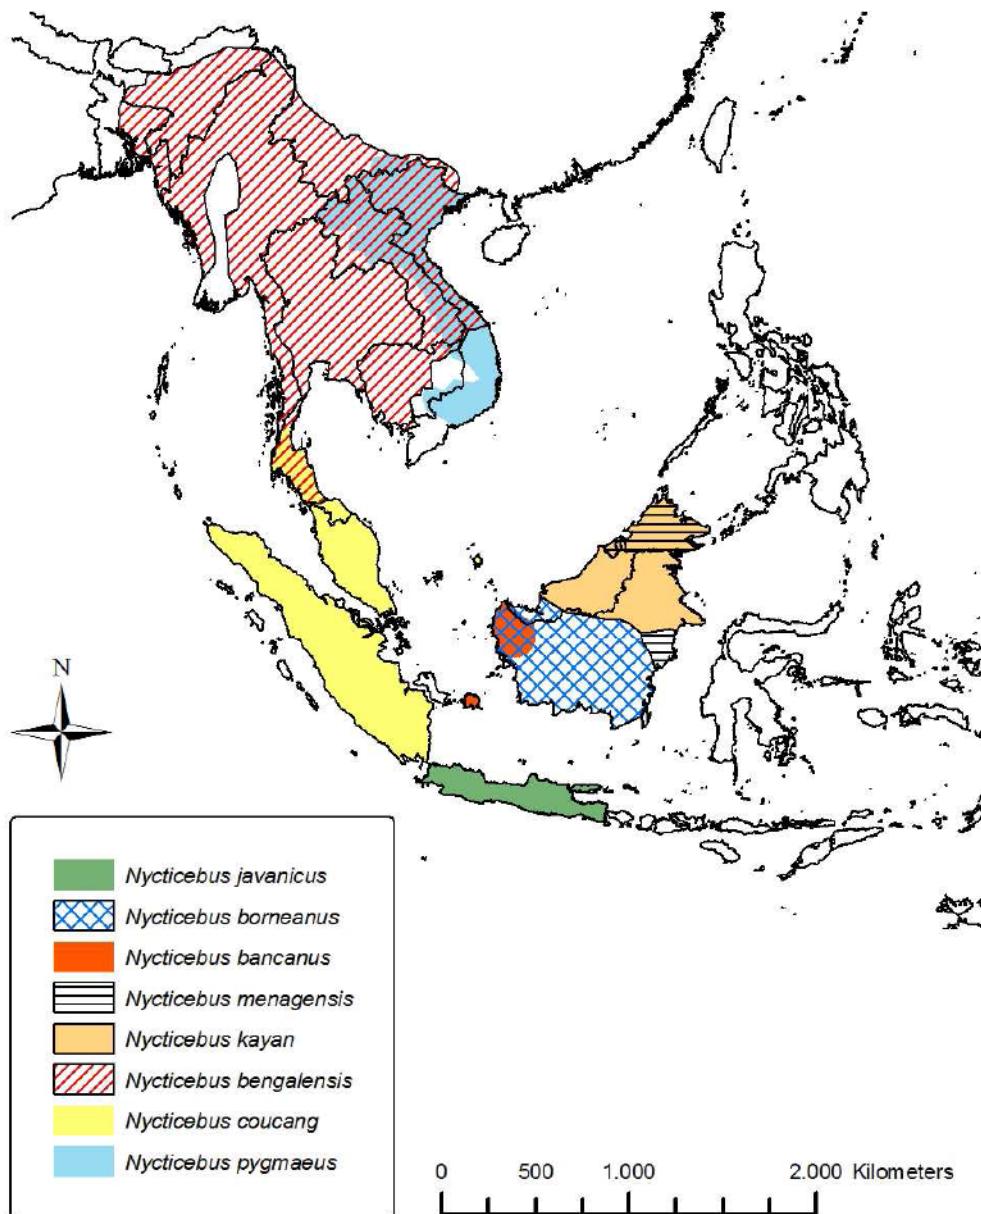 N
Nycticebus javanicus
Nycticebus borneanus
Nycticebus bancanus
Nycticebus menagensis
Nycticebus kayan
Nycticebus bengalensis
Nycticebus coucang
Nycticebus pygmaeus
0 500 1.000 2.000 Kilometers